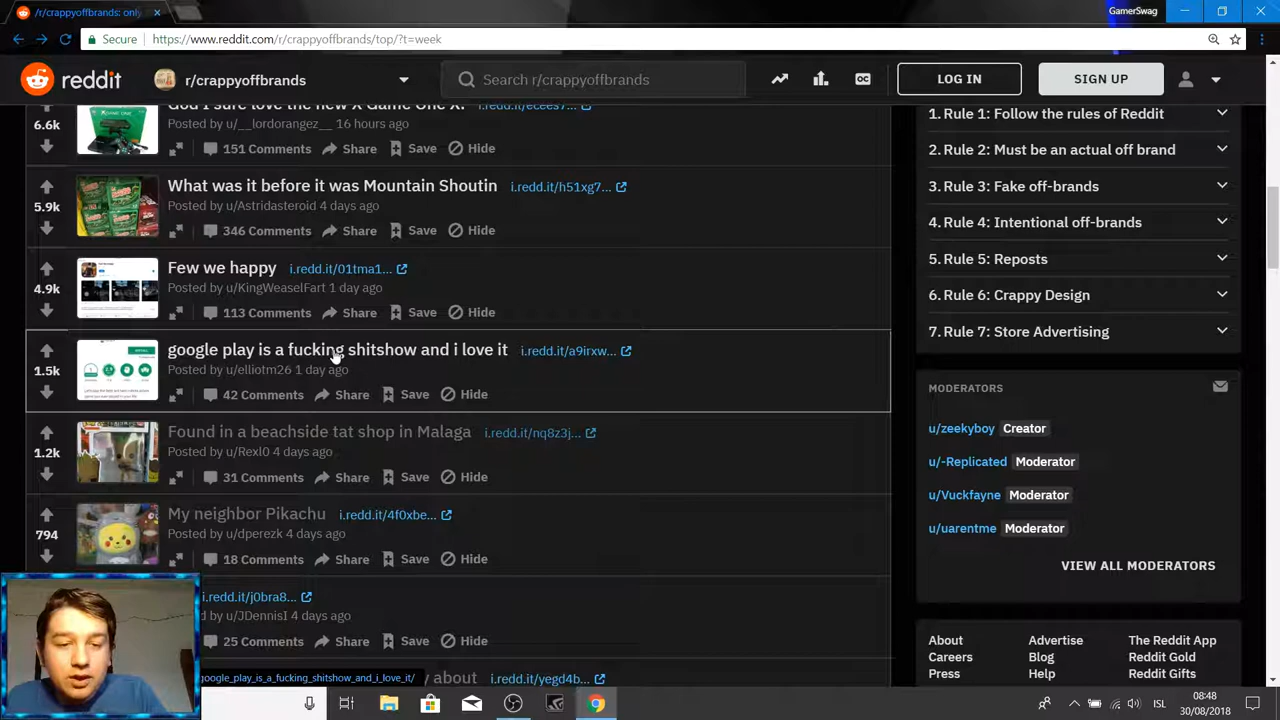 /r/crappyoffbrands: only
GamerSwag
Secure
https://www.reddit.com/r/crappyoffbrands/top/?t=week
reddit
r/crappyoffbrands
Search r/crappyoffbrands
LOG IN
SIGN UP
God I sure love the new X Game One X!
i.redd.it/ecees7...
6.6k
Posted by u/__lordorangez__ 16 hours ago
151 Comments
Share
Save
Hide
What was it before it was Mountain Shoutin
i.redd.it/h51xg7...
5.9k
Posted by u/Astridasteroid 4 days ago
346 Comments
Share
Save
Hide
Few we happy
i.redd.it/01tma1...
4.9k
Posted by u/KingWeaselFart 1 day ago
113 Comments
Share
Save
Hide
google play is a fucking shitshow and i love it
i.redd.it/a9irxw...
1.5k
Posted by u/elliotm26 1 day ago
42 Comments
Share
Save
Hide
Found in a beachside tat shop in Malaga
i.redd.it/nq8z3j...
1.2k
Posted by u/Rexl0 4 days ago
31 Comments
Share
Save
Hide
My neighbor Pikachu
i.redd.it/4f0xbe...
794
Posted by u/dperezk 4 days ago
18 Comments
Share
Save
Hide
i.redd.it/j0bra8...
by u/JDennisI 4 days ago
25 Comments
Share
Save
Hide
about
i.redd.it/yegd4b...
google_play_is_a_fucking_shitshow_and_i_love_it/
1. Rule 1: Follow the rules of Reddit
2. Rule 2: Must be an actual off brand
3. Rule 3: Fake off-brands
4. Rule 4: Intentional off-brands
5. Rule 5: Reposts
6. Rule 6: Crappy Design
7. Rule 7: Store Advertising
MODERATORS
u/zeekyboy Creator
u/-Replicated Moderator
u/Vuckfayne Moderator
u/uarentme Moderator
VIEW ALL MODERATORS
About
Advertise
The Reddit App
Careers
Blog
Reddit Gold
Press
Help
Reddit Gifts
ÍSL
08:48
30/08/2018